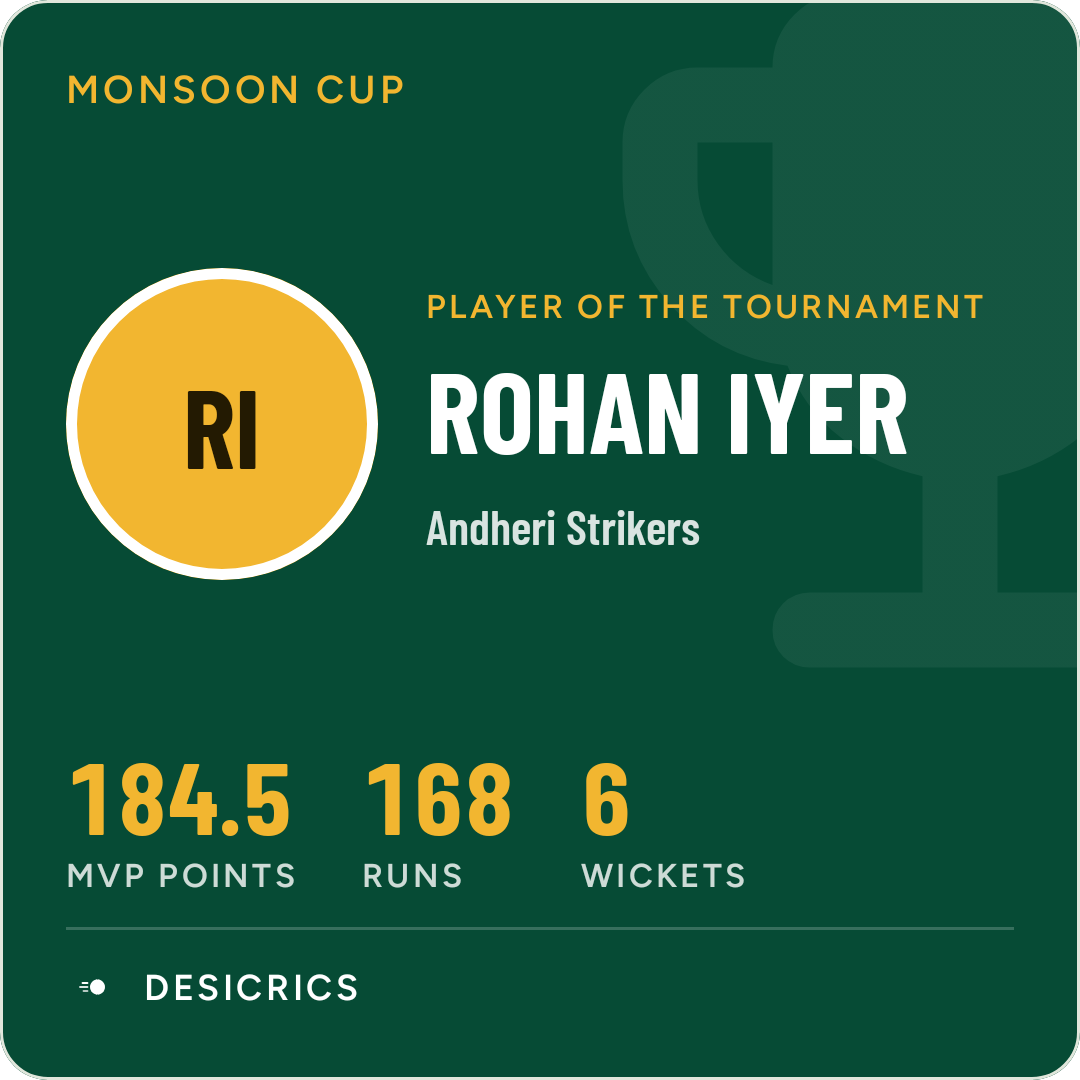 MONSOON CUP
RI
PLAYER OF THE TOURNAMENT
ROHAN IYER
Andheri Strikers
184.5 168 6
MVP POINTS RUNS WICKETS
DESICRICS